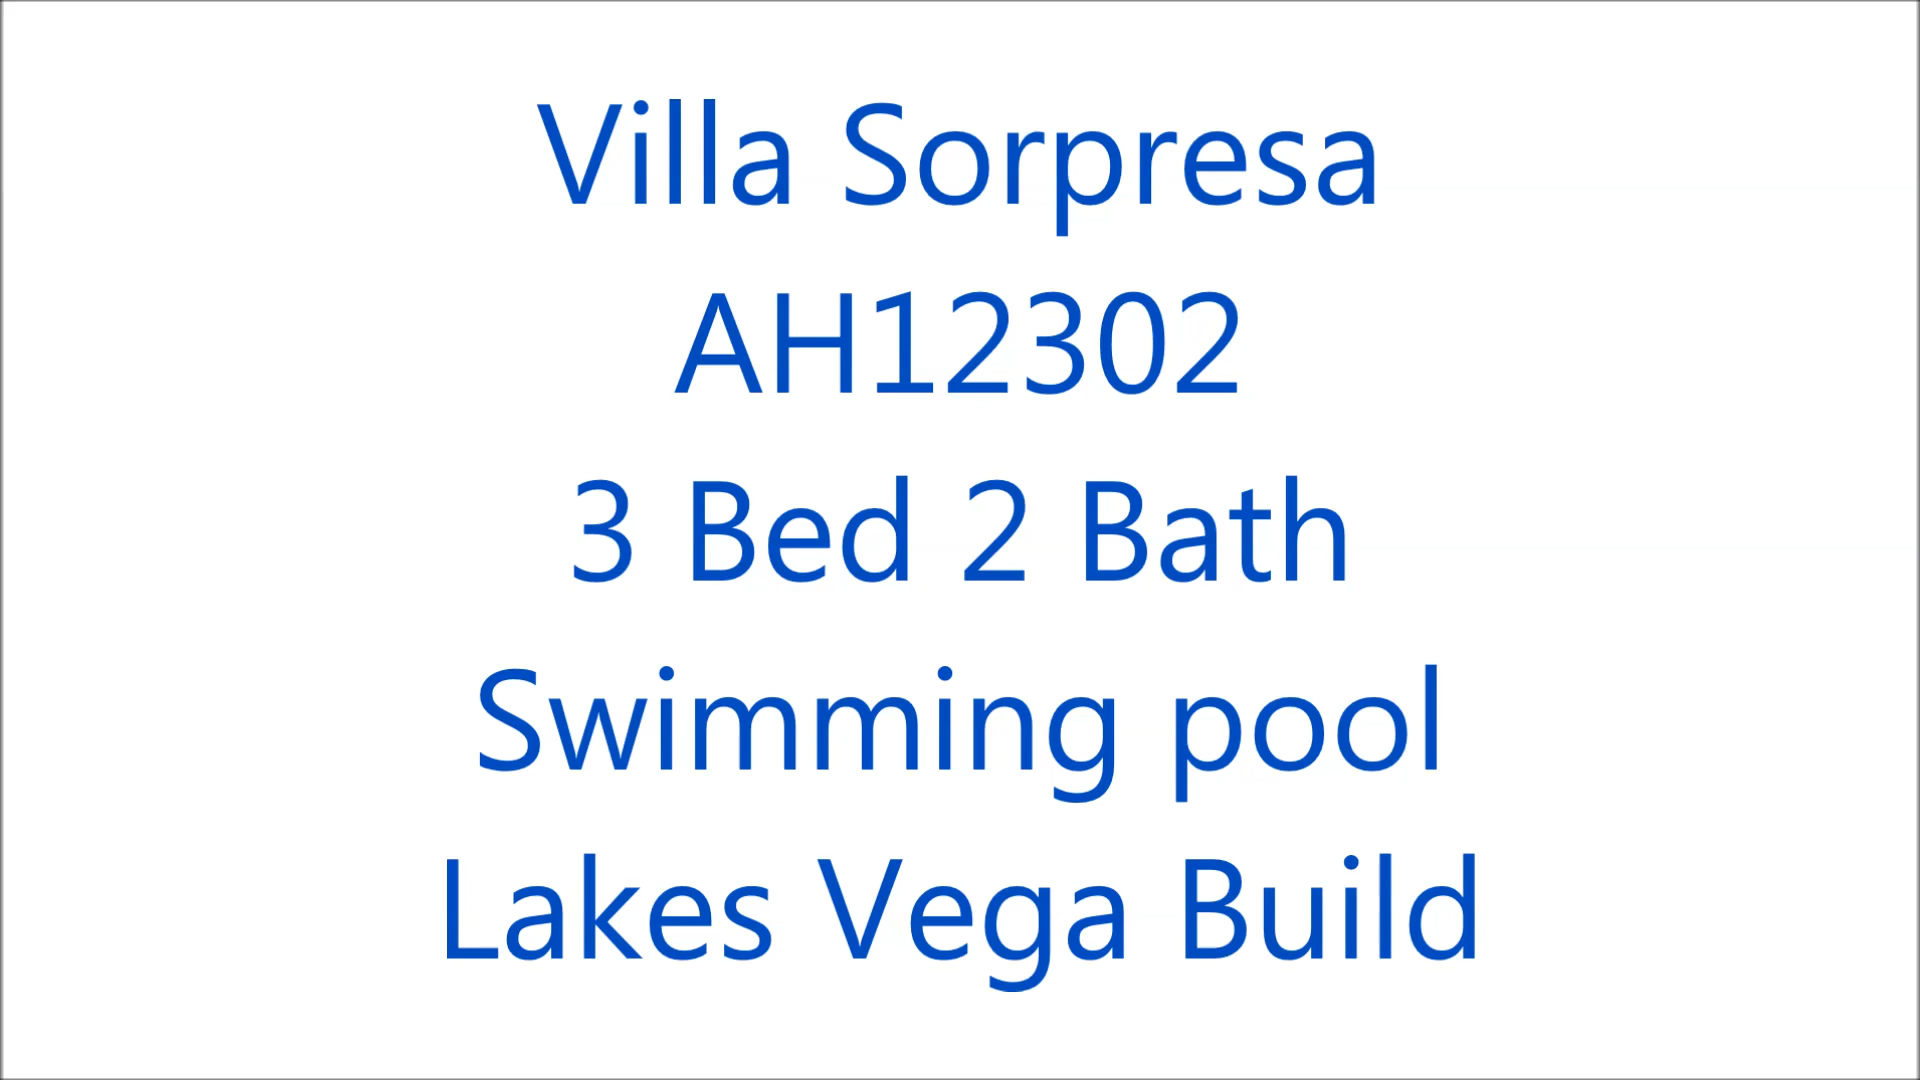 Villa Sorpresa
AH12302
3 Bed 2 Bath
Swimming pool
Lakes Vega Build